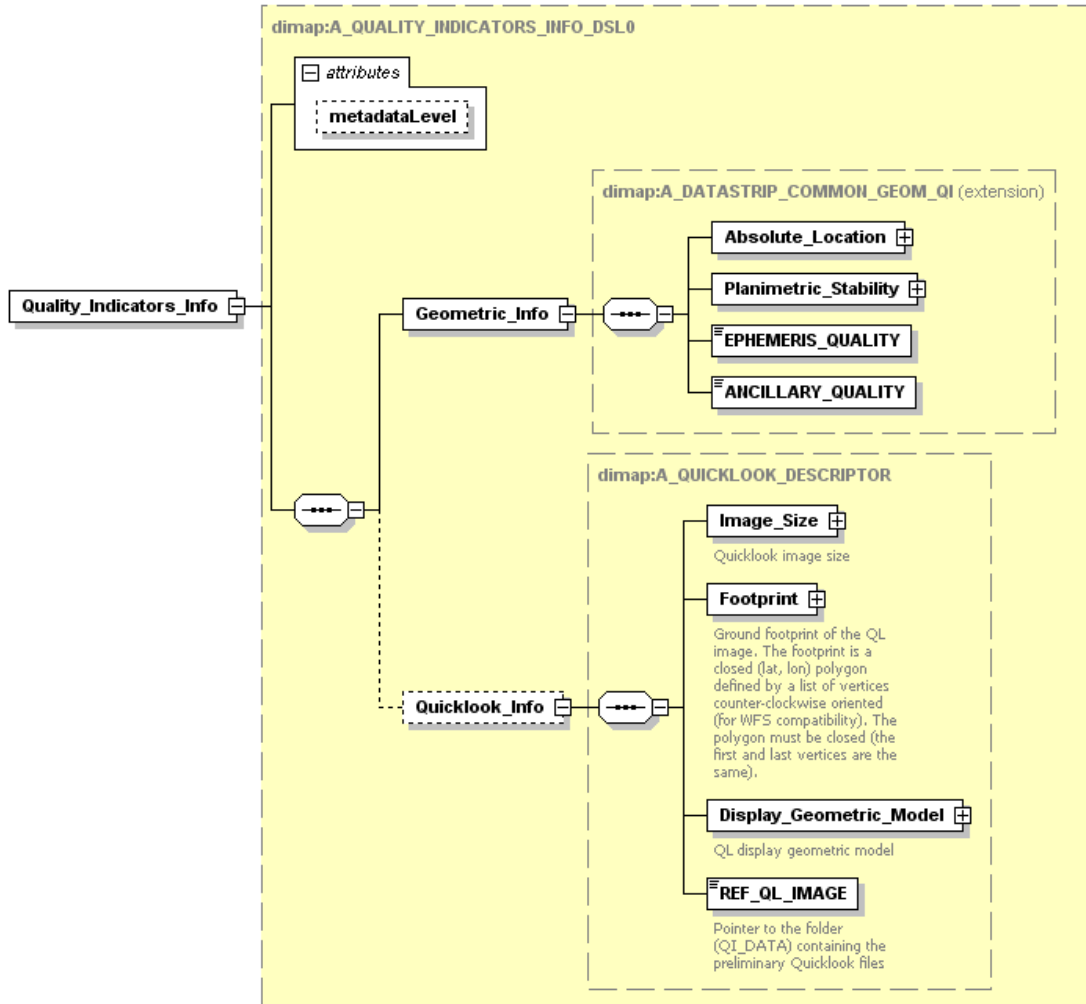 dimap:A_QUALITY_INDICATORS_INFO_DSL0
attributes
metadataLevel
dimap:A_DATASTRIP_COMMON_GEOM_QI (extension)
Absolute_Location
Planimetric_Stability
Quality_Indicators_Info
Geometric_Info
EPHEMERIS_QUALITY
ANCILLARY_QUALITY
dimap:A_QUICKLOOK_DESCRIPTOR
Image_Size
Quicklook image size
Footprint
Ground footprint of the QL
image. The footprint is a
closed (lat, lon) polygon
defined by a list of vertices
counter-clockwise oriented
(for WFS compatibility). The
polygon must be closed (the
first and last vertices are the
same).
Quicklook_Info
Display_Geometric_Model
QL display geometric model
REF_QL_IMAGE
Pointer to the folder
(QI_DATA) containing the
preliminary Quicklook files